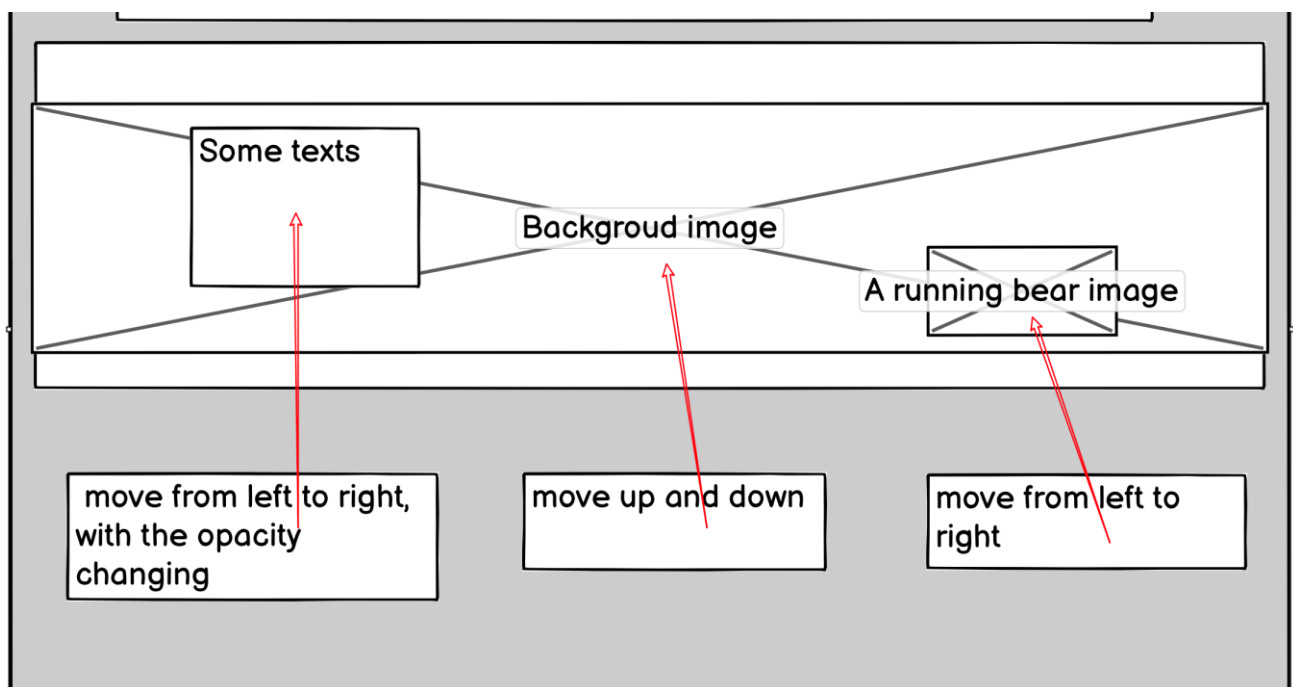 Some texts
Backgroud image
A running bear image
move from left to right,
with the opacity
changing
move up and down
move from left to
right